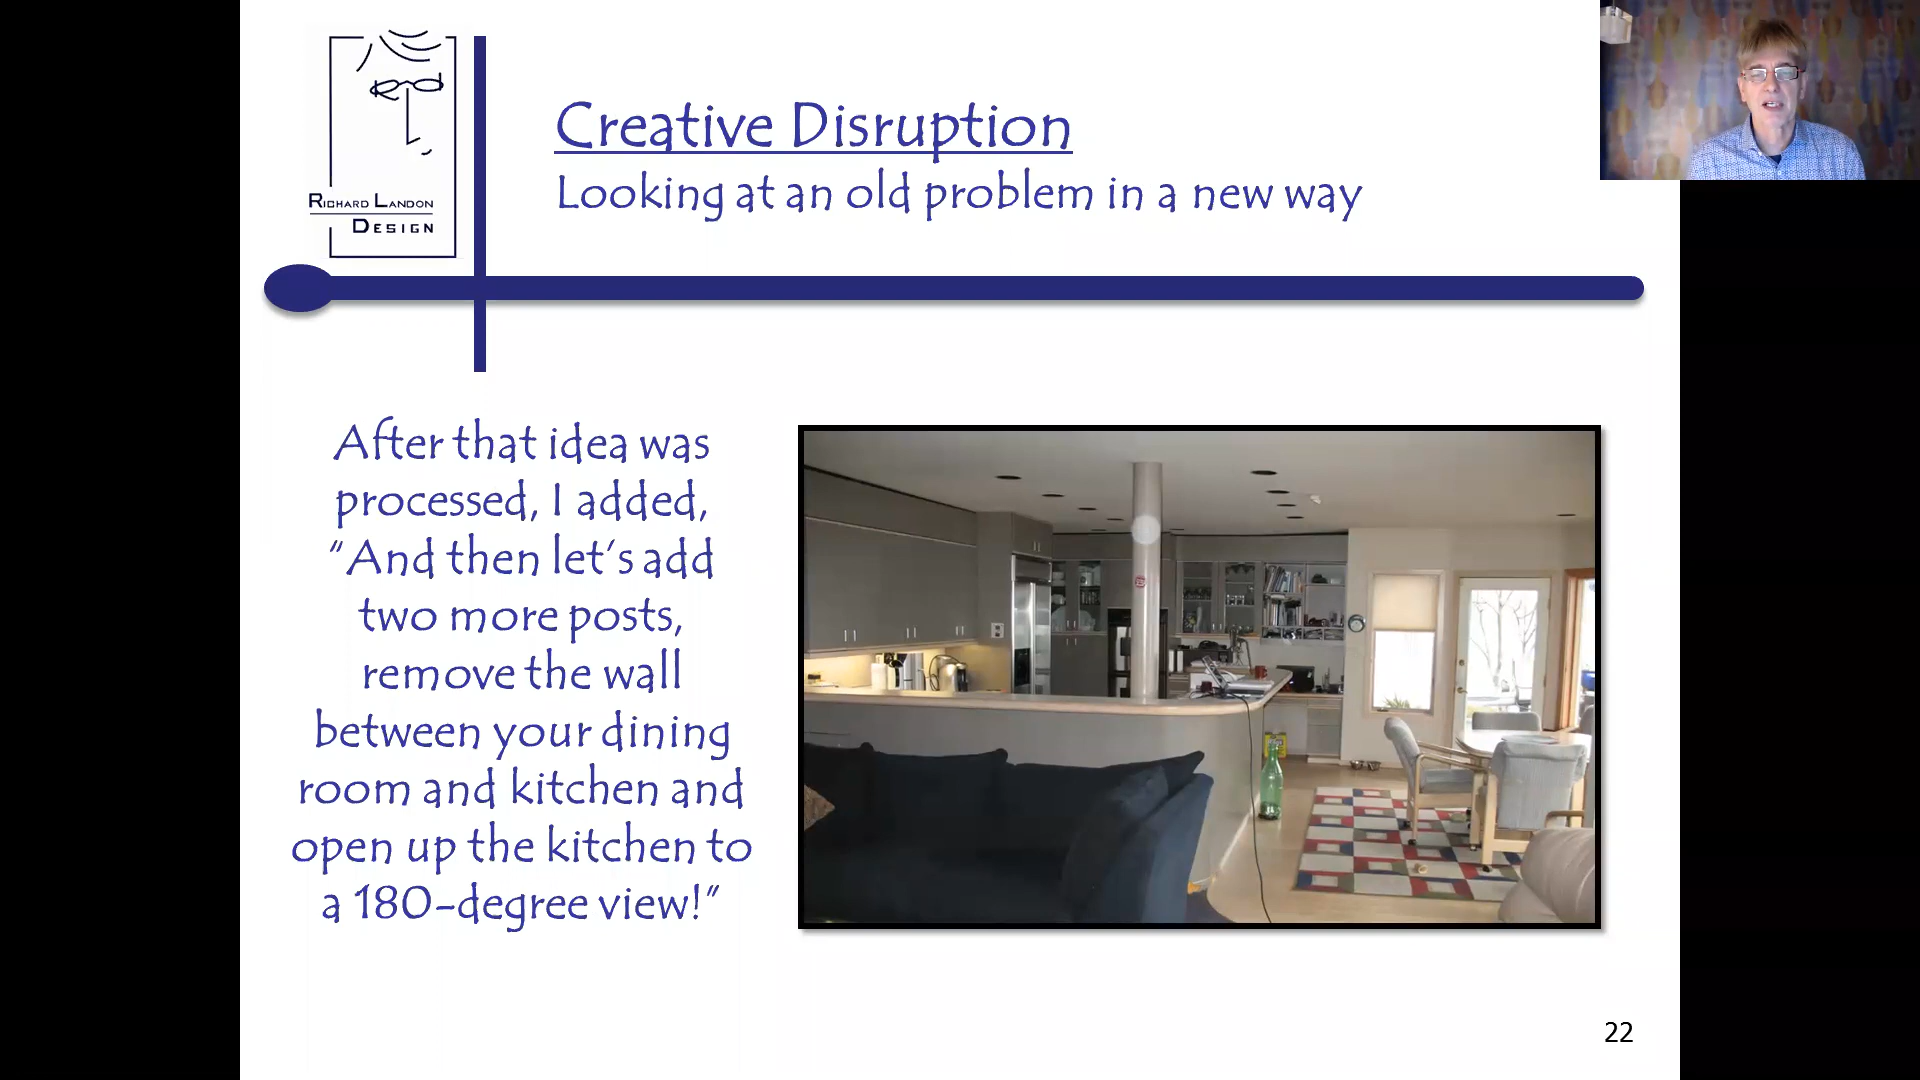 RICHARD LANDON
DESIGN
Creative Disruption
Looking at an old problem in a new way
After that idea was
processed, I added,
“And then let’s add
two more posts,
remove the wall
between your dining
room and kitchen and
open up the kitchen to
a 180-degree view!”
22